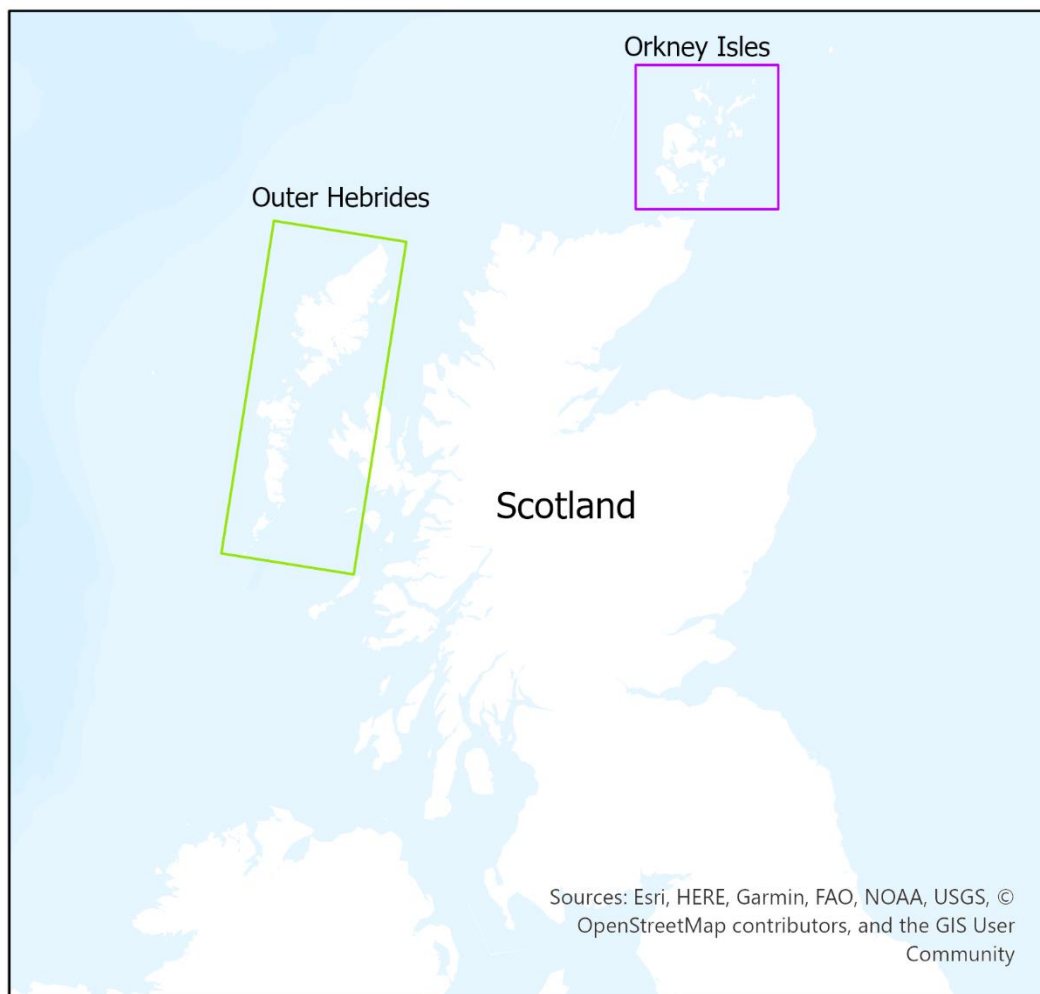 Orkney Isles
Outer Hebrides
Scotland
Sources: Esri, HERE, Garmin, FAO, NOAA, USGS, ©
OpenStreetMap contributors, and the GIS User
Community